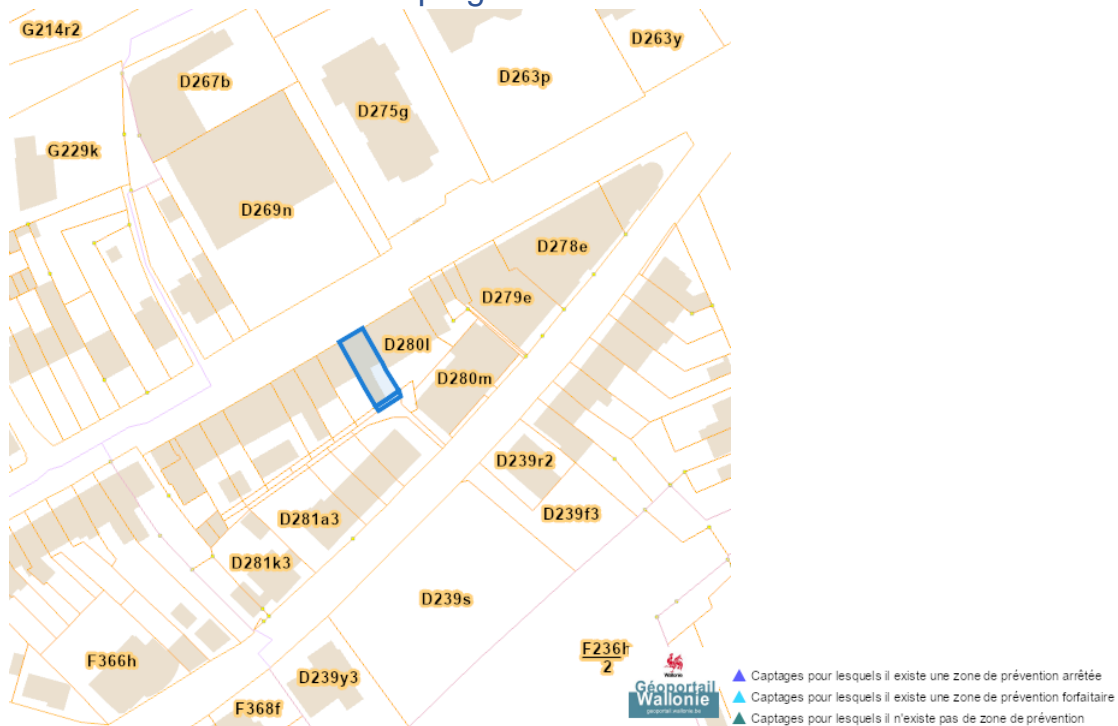 G214r2
D263y
D267b
D263p
D275g
G229k
D269n
D278e
D279e
D280l
D280m
D239r2
D239f3
D281a3
D281k3
D239s
F366h
D239y3
F236h
2
F368f
Wallonie
Géoportail
Wallonie
geoportail.wallonie.be
Captages pour lesquels il existe une zone de prévention arrêtée
Captages pour lesquels il existe une zone de prévention forfaitaire
Captages pour lesquels il n'existe pas de zone de prévention